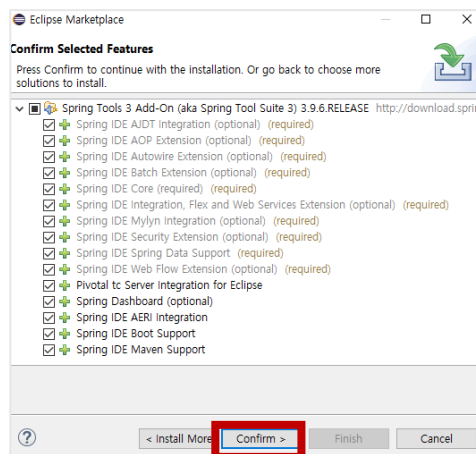 Eclipse Marketplace
Confirm Selected Features
Press Confirm to continue with the installation. Or go back to choose more
solutions to install.
Spring Tools 3 Add-On (aka Spring Tool Suite 3) 3.9.6.RELEASE http://download.spri
Spring IDE AJDT Integration (optional) (required)
Spring IDE AOP Extension (optional) (required)
Spring IDE Autowire Extension (optional) (required)
Spring IDE Batch Extension (optional) (required)
Spring IDE Core (required) (required)
Spring IDE Integration, Flex and Web Services Extension (optional) (required)
Spring IDE Mylyn Integration (optional) (required)
Spring IDE Security Extension (optional) (required)
Spring IDE Spring Data Support (required)
Spring IDE Web Flow Extension (optional) (required)
Pivotal tc Server Integration for Eclipse
Spring Dashboard (optional)
Spring IDE AERI Integration
Spring IDE Boot Support
Spring IDE Maven Support
? < Install More Confirm > Finish Cancel